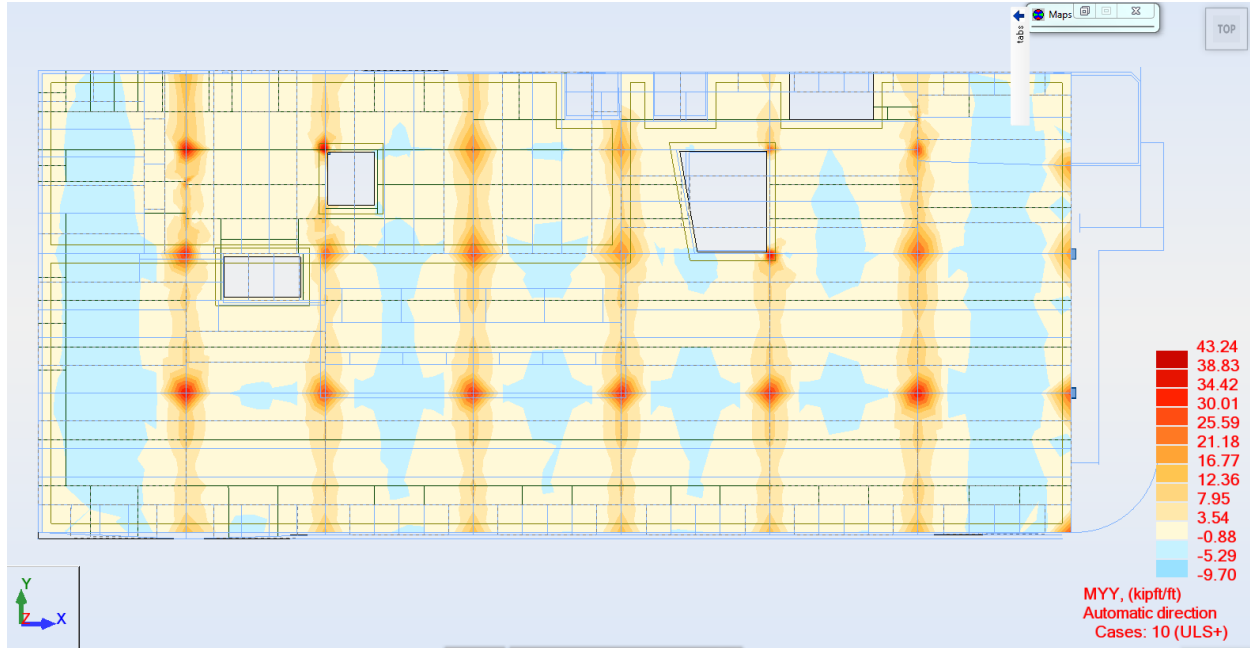 Maps
TOP
tabs
43.24
38.83
34.42
30.01
25.59
21.18
16.77
12.36
7.95
3.54
-0.88
-5.29
-9.70
MYY, (kipft/ft)
Automatic direction
Cases: 10 (ULS+)
Y
Z
X